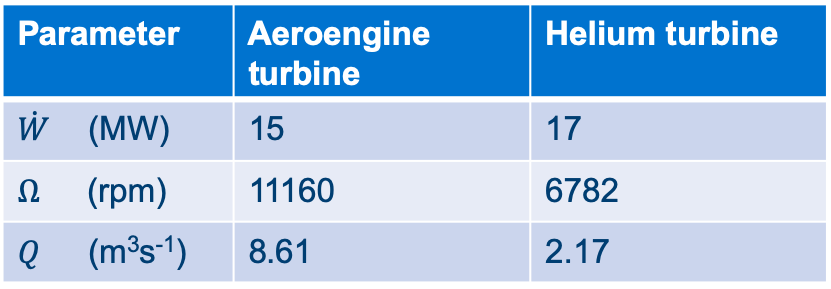 Parameter Aeroengine turbine Helium turbine
Ẇ (MW) 15 17
Ω (rpm) 11160 6782
Q (m³s⁻¹) 8.61 2.17